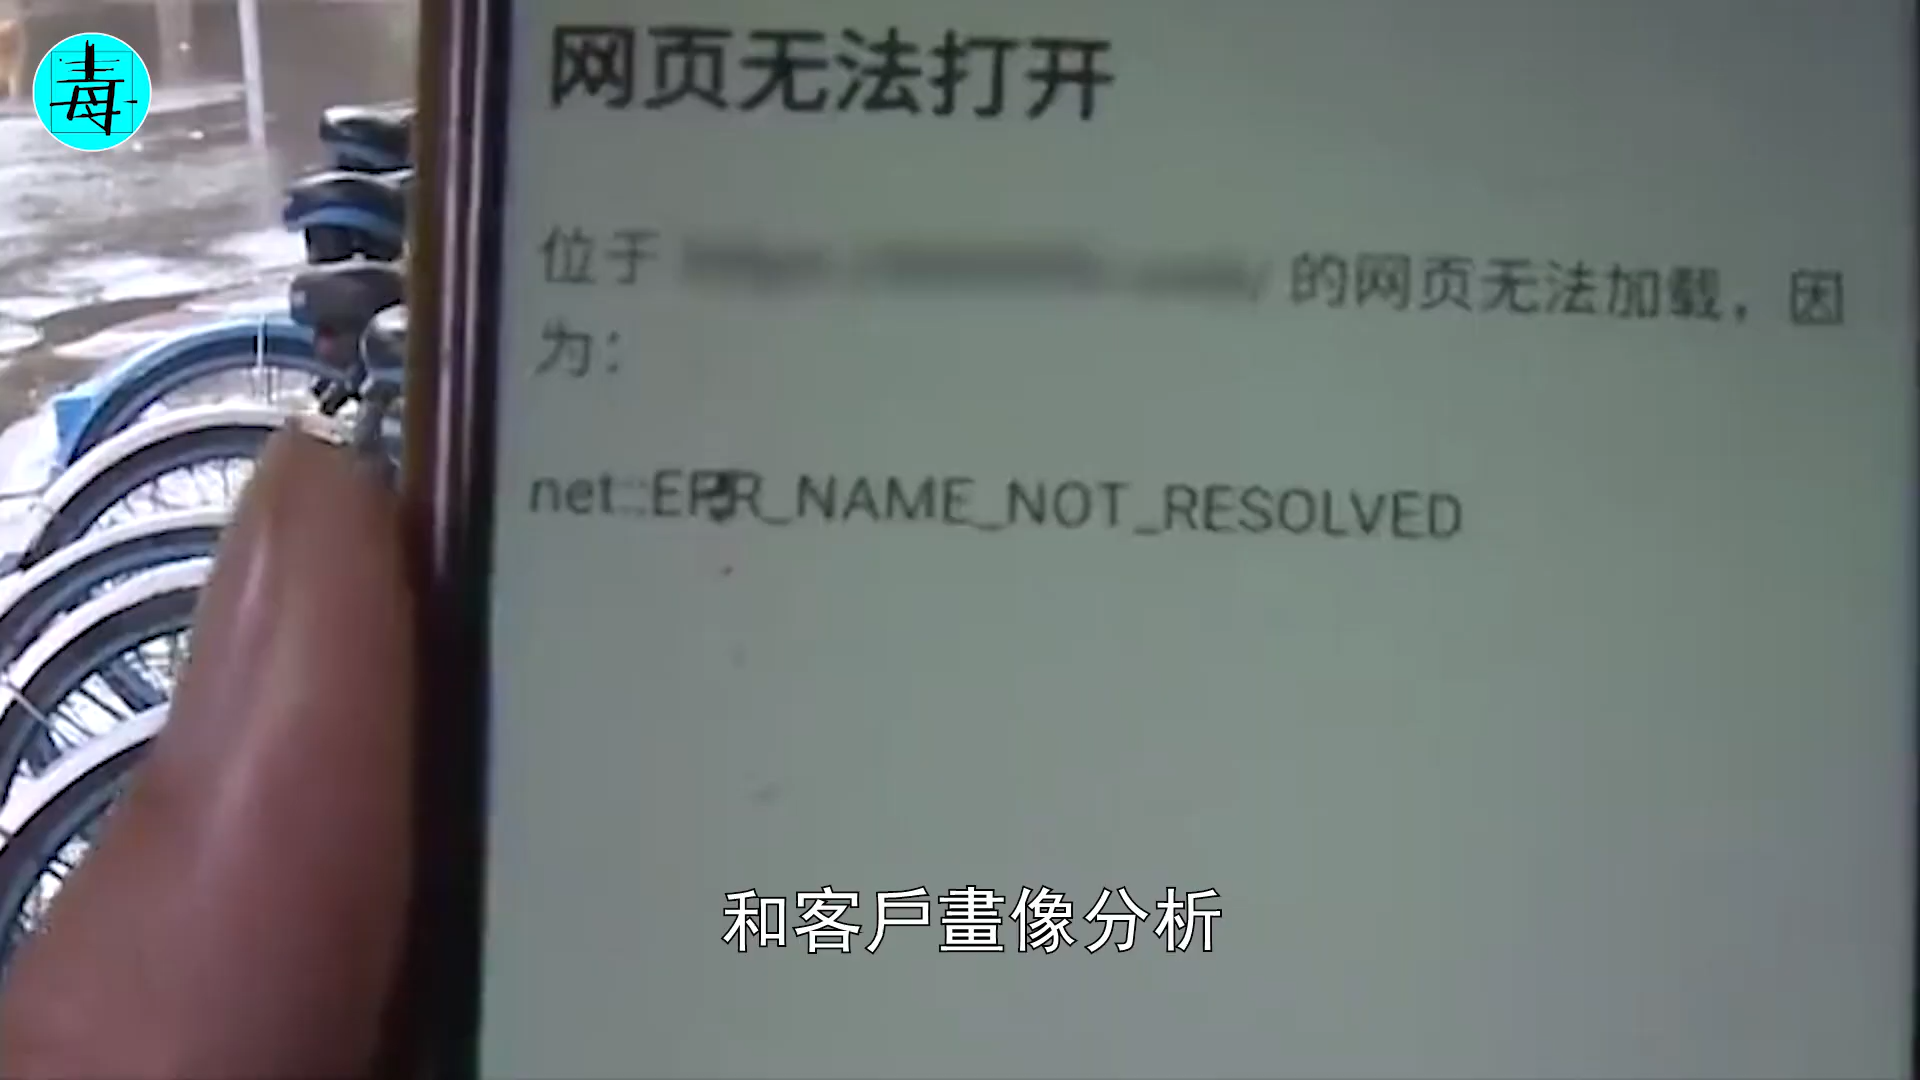 毒
网页无法打开
位于 的网页无法加载，因
为：
net::ERR_NAME_NOT_RESOLVED
和客戶畫像分析